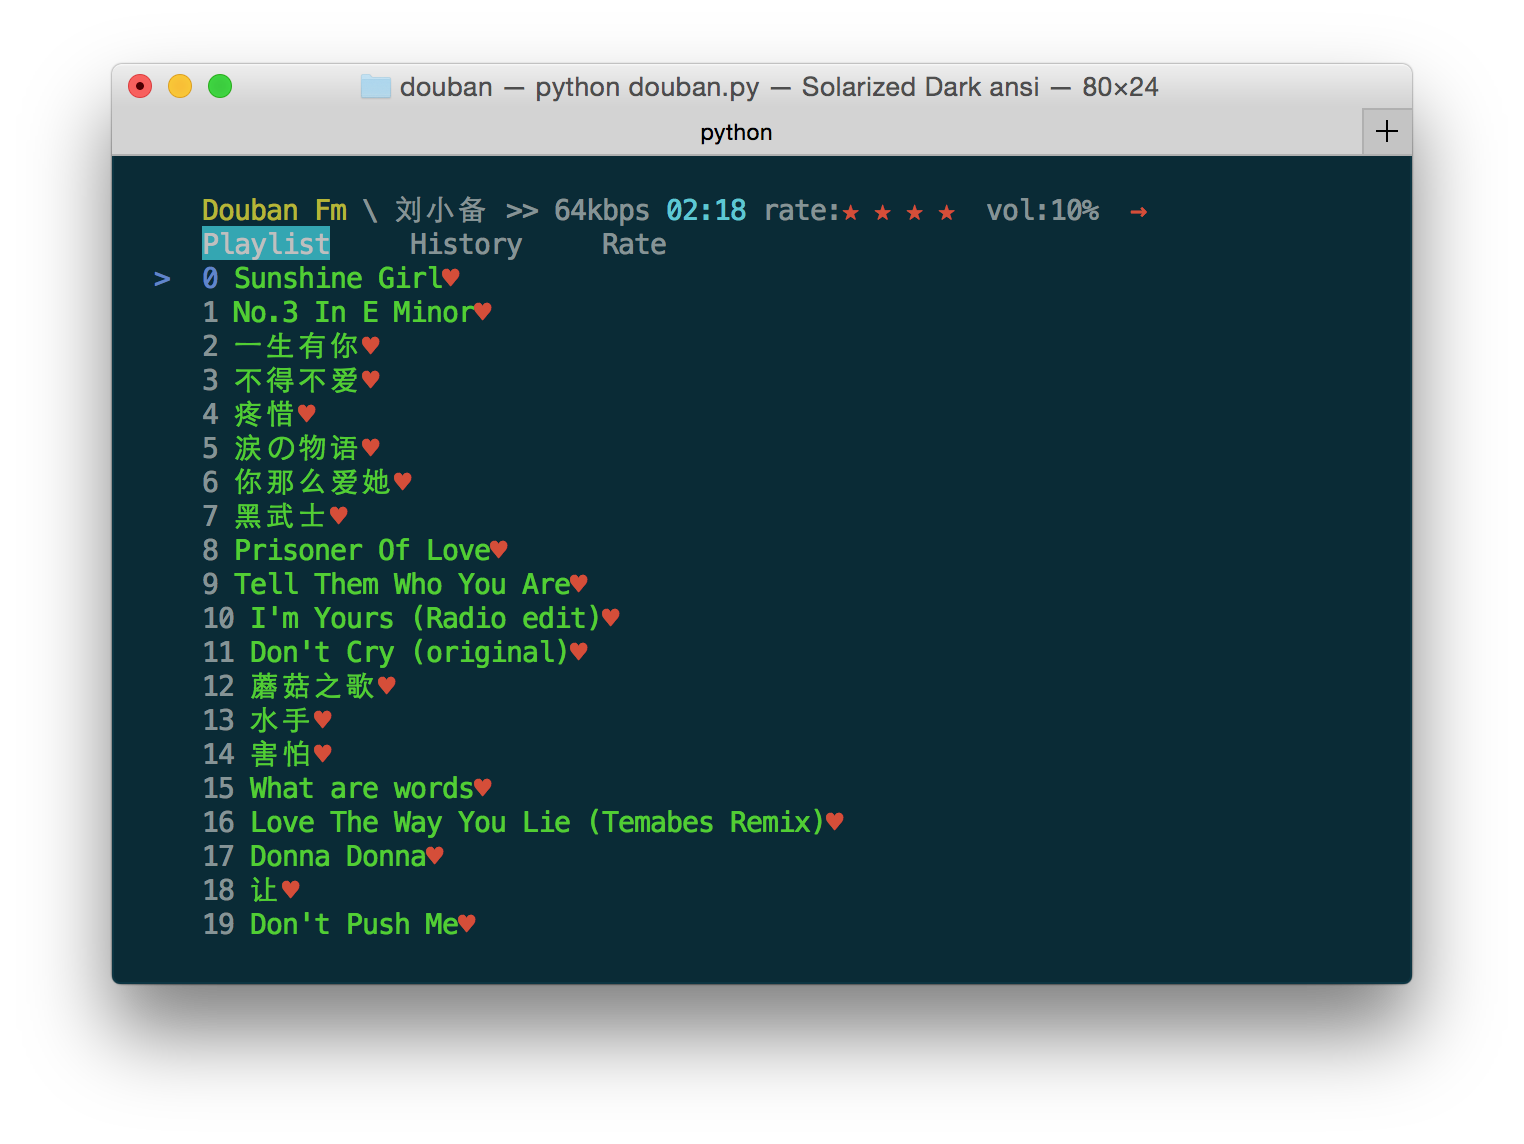 douban — python douban.py — Solarized Dark ansi — 80×24
python
Douban Fm \ 刘小备 >> 64kbps 02:18 rate:★ ★ ★ ★ vol:10% →
Playlist History Rate
> 0 Sunshine Girl♥
1 No.3 In E Minor♥
2 一生有你♥
3 不得不爱♥
4 疼惜♥
5 淚の物语♥
6 你那么爱她♥
7 黑武士♥
8 Prisoner Of Love♥
9 Tell Them Who You Are♥
10 I'm Yours (Radio edit)♥
11 Don't Cry (original)♥
12 蘑菇之歌♥
13 水手♥
14 害怕♥
15 What are words♥
16 Love The Way You Lie (Temabes Remix)♥
17 Donna Donna♥
18 让♥
19 Don't Push Me♥